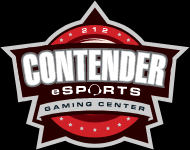 212
CONTENDER
eSPORTS
GAMING CENTER